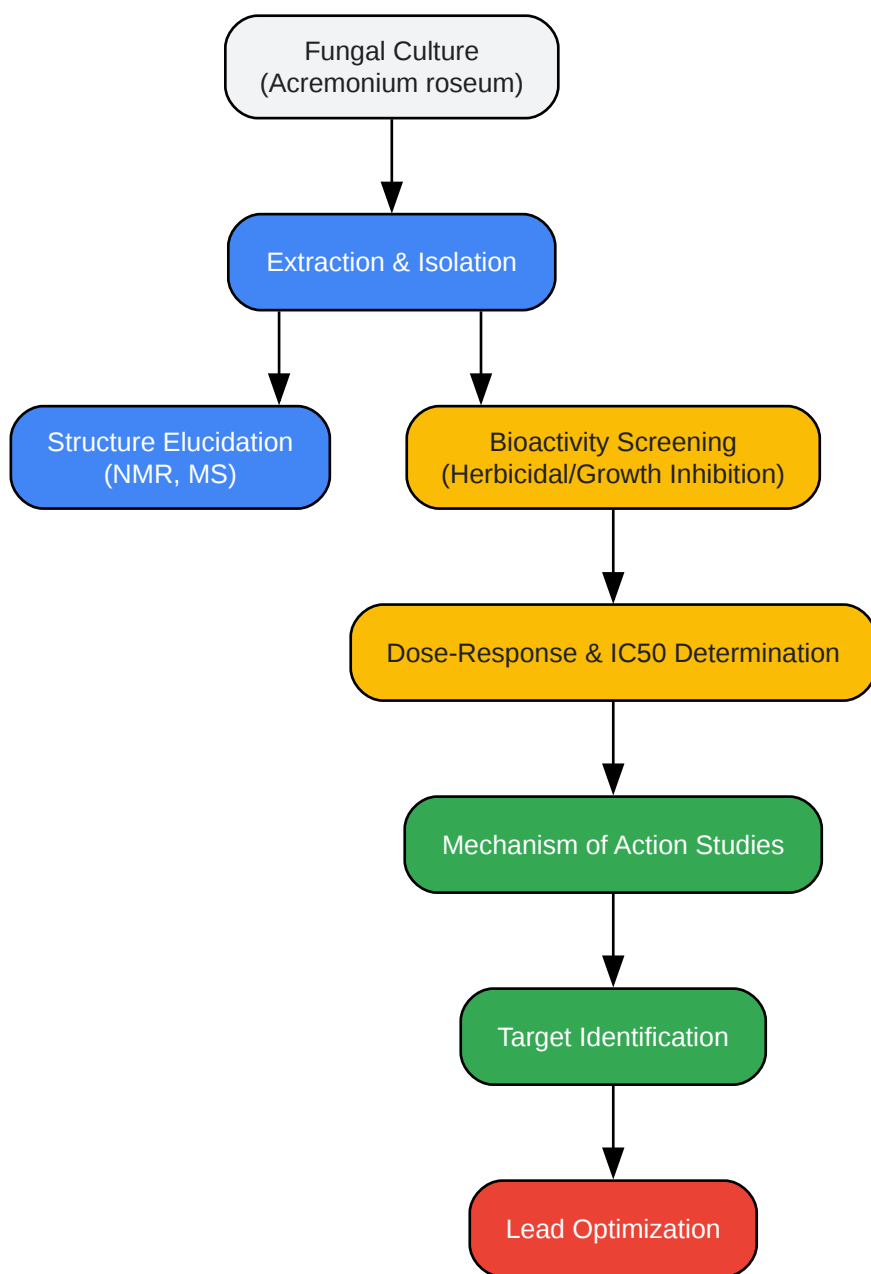 Fungal Culture
(Acremonium roseum)
Extraction & Isolation
Structure Elucidation
(NMR, MS)
Bioactivity Screening
(Herbicidal/Growth Inhibition)
Dose-Response & IC50 Determination
Mechanism of Action Studies
Target Identification
Lead Optimization